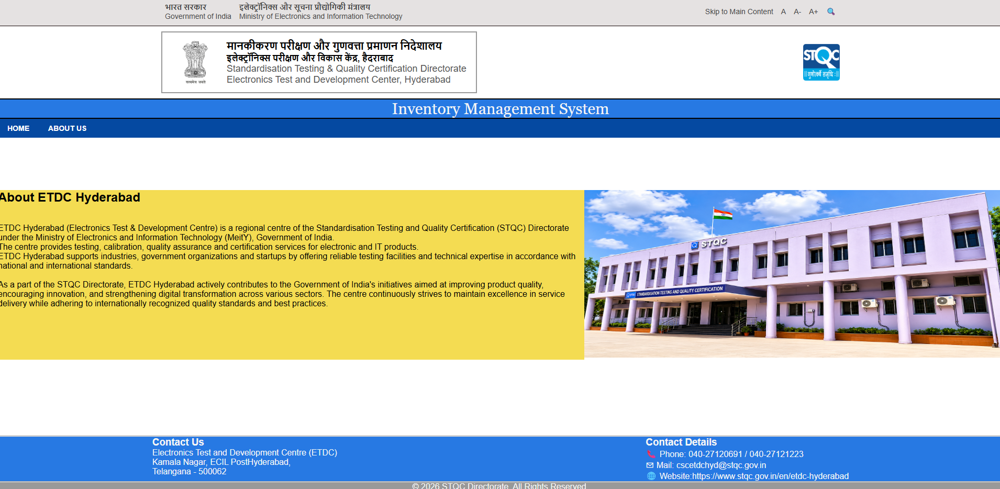 भारत सरकार
Government of India
इलेक्ट्रॉनिक्स और सूचना प्रौद्योगिकी मंत्रालय
Ministry of Electronics and Information Technology
Skip to Main Content A A- A+
मानकीकरण परीक्षण और गुणवत्ता प्रमाणन निदेशालय
इलेक्ट्रॉनिक्स परीक्षण और विकास केंद्र, हैदराबाद
Standardisation Testing & Quality Certification Directorate
Electronics Test and Development Center, Hyderabad
सत्यमेव जयते
STQC
॥गुणोत्कर्षे समृद्धिः॥
Inventory Management System
HOME ABOUT US
About ETDC Hyderabad
ETDC Hyderabad (Electronics Test & Development Centre) is a regional centre of the Standardisation Testing and Quality Certification (STQC) Directorate
under the Ministry of Electronics and Information Technology (MeitY), Government of India.
The centre provides testing, calibration, quality assurance and certification services for electronic and IT products.
ETDC Hyderabad supports industries, government organizations and startups by offering reliable testing facilities and technical expertise in accordance with
national and international standards.
As a part of the STQC Directorate, ETDC Hyderabad actively contributes to the Government of India's initiatives aimed at improving product quality,
encouraging innovation, and strengthening digital transformation across various sectors. The centre continuously strives to maintain excellence in service
delivery while adhering to internationally recognized quality standards and best practices.
STQC
STQC STANDARDISATION TESTING AND QUALITY CERTIFICATION
Contact Us
Electronics Test and Development Centre (ETDC)
Kamala Nagar, ECIL PostHyderabad,
Telangana - 500062
Contact Details
Phone: 040-27120691 / 040-27121223
Mail: cscetdchyd@stqc.gov.in
Website:https://www.stqc.gov.in/en/etdc-hyderabad
© 2026 STQC Directorate. All Rights Reserved